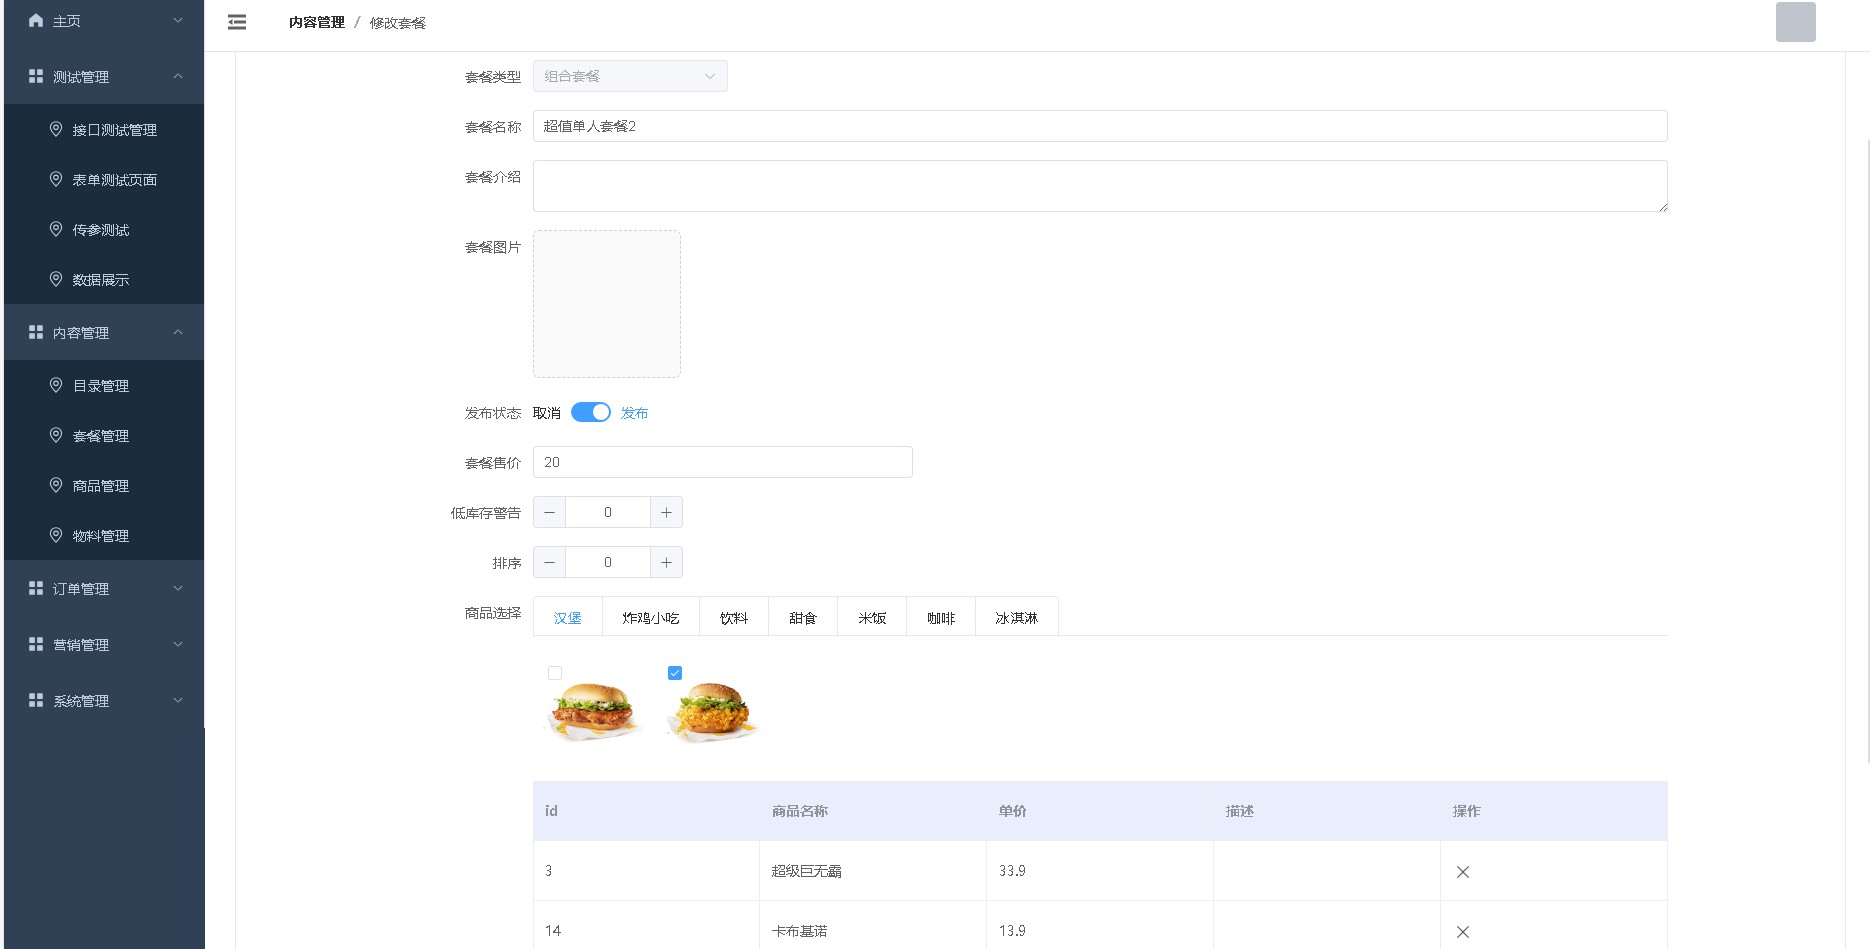 主页
测试管理
接口测试管理
表单测试页面
传参测试
数据展示
内容管理
目录管理
套餐管理
商品管理
物料管理
订单管理
营销管理
系统管理
内容管理 / 修改套餐
套餐类型 组合套餐
套餐名称 超值单人套餐2
套餐介绍
套餐图片
发布状态 取消 发布
套餐售价 20
低库存警告 0
排序 0
商品选择 汉堡 炸鸡小吃 饮料 甜食 米饭 咖啡 冰淇淋
id 商品名称 单价 描述 操作
3 超级巨无霸 33.9
14 卡布基诺 13.9